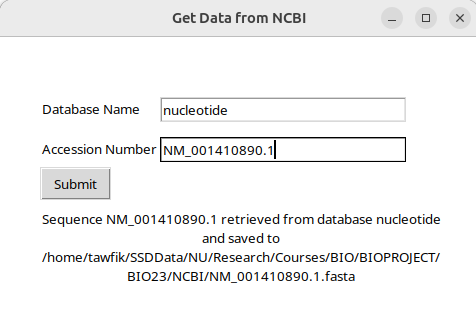 Get Data from NCBI
Database Name nucleotide
Accession Number NM_001410890.1
Submit
Sequence NM_001410890.1 retrieved from database nucleotide
and saved to
/home/tawfik/SSDData/NU/Research/Courses/BIO/BIOPROJECT/
BIO23/NCBI/NM_001410890.1.fasta